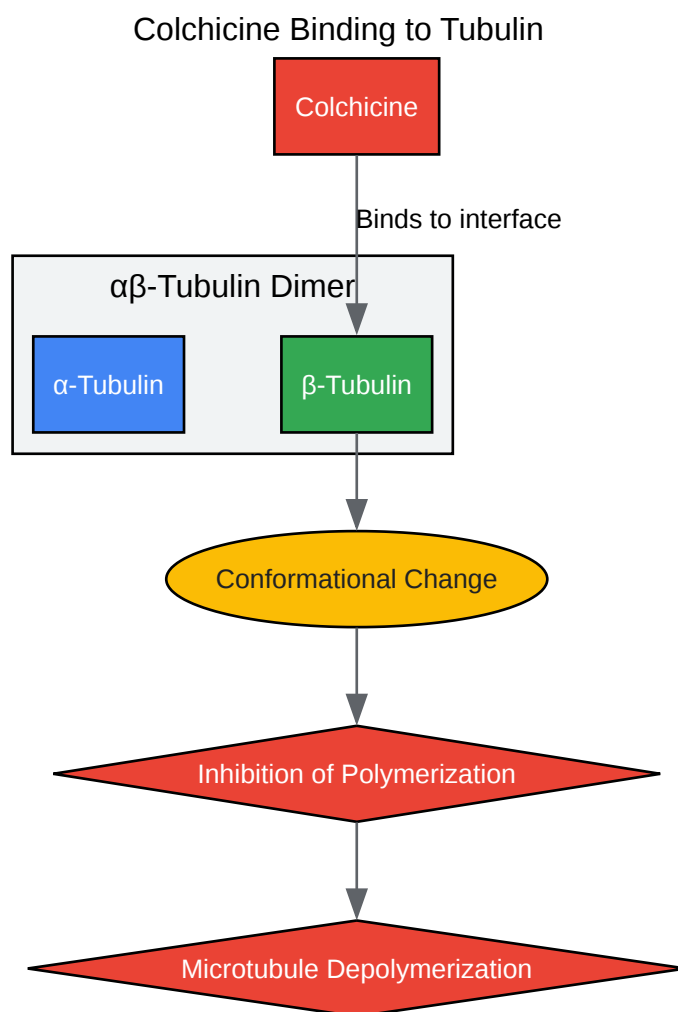 Colchicine Binding to Tubulin
Colchicine
Binds to interface
αβ-Tubulin Dimer
α-Tubulin
β-Tubulin
Conformational Change
Inhibition of Polymerization
Microtubule Depolymerization